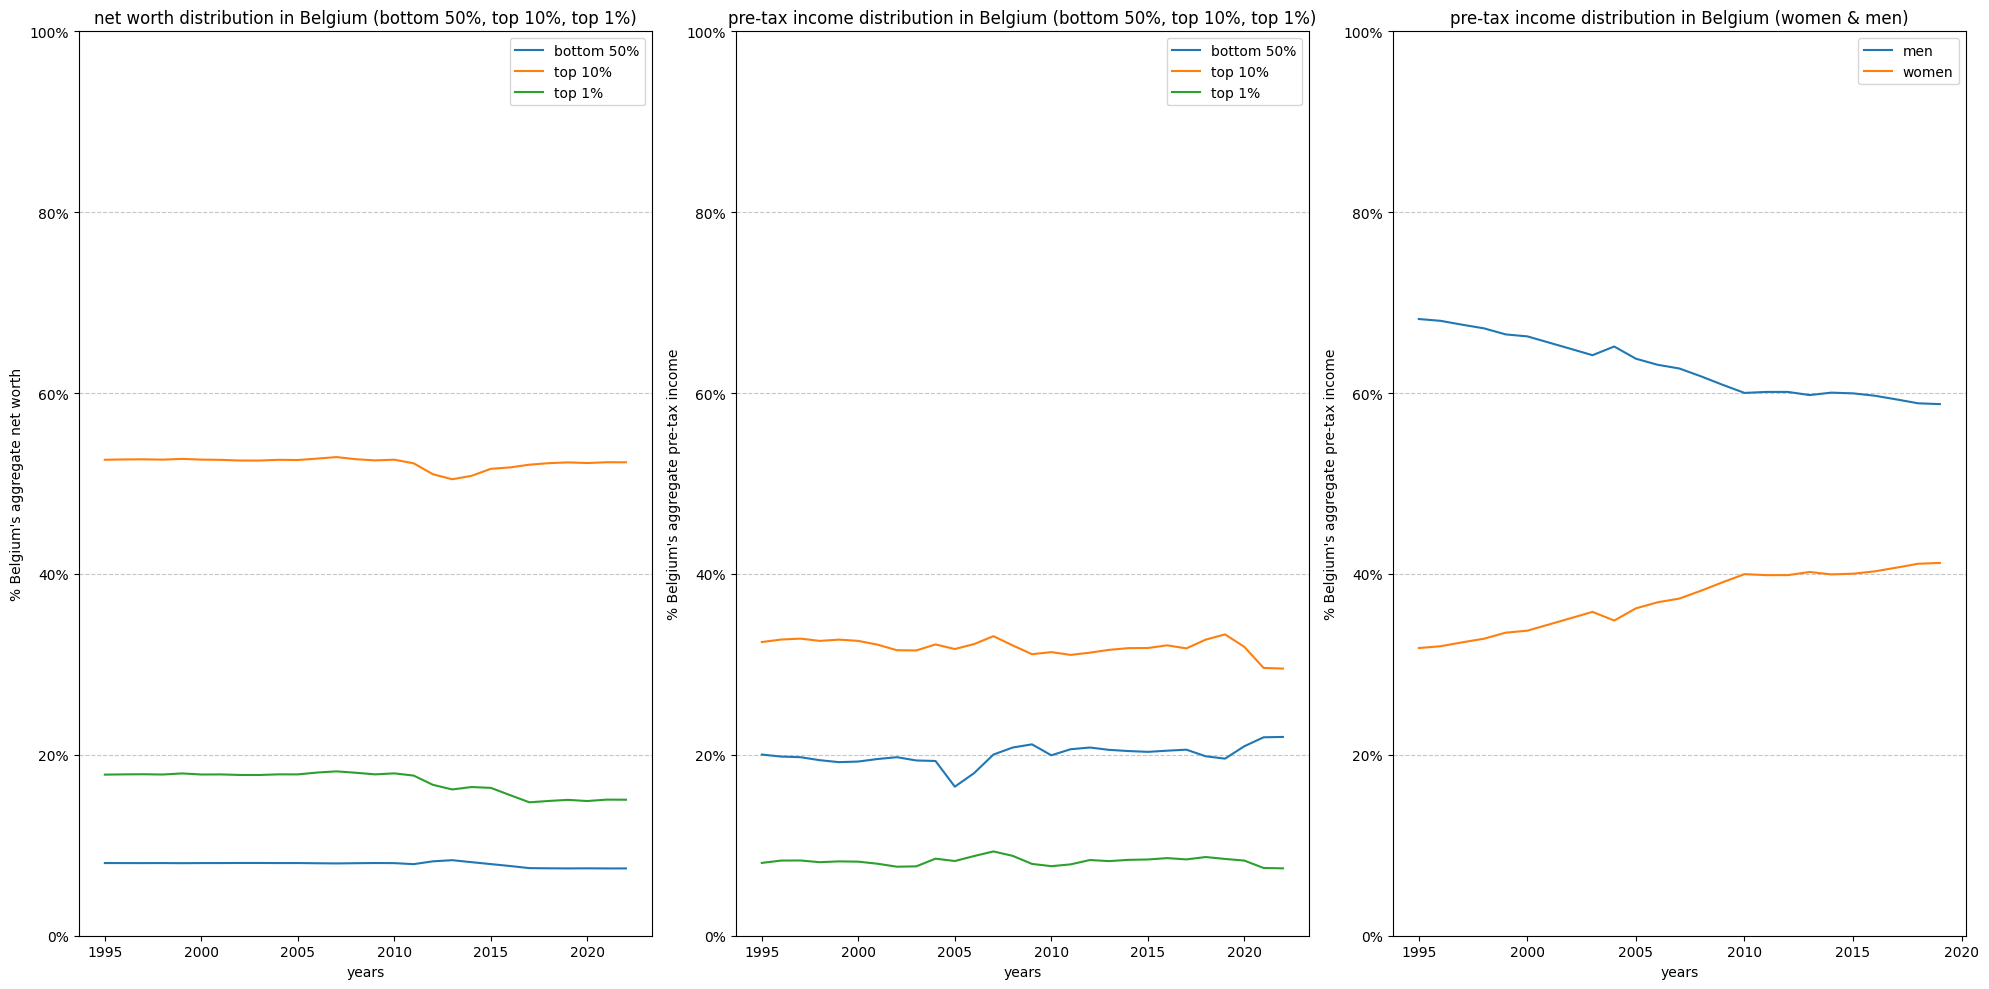 net worth distribution in Belgium (bottom 50%, top 10%, top 1%)
100%
80%
60%
40%
20%
0%
% Belgium's aggregate net worth
bottom 50%
top 10%
top 1%
1995
2000
2005
2010
2015
2020
years
pre-tax income distribution in Belgium (bottom 50%, top 10%, top 1%)
100%
80%
60%
40%
20%
0%
% Belgium's aggregate pre-tax income
bottom 50%
top 10%
top 1%
1995
2000
2005
2010
2015
2020
years
pre-tax income distribution in Belgium (women & men)
100%
80%
60%
40%
20%
0%
% Belgium's aggregate pre-tax income
men
women
1995
2000
2005
2010
2015
2020
years